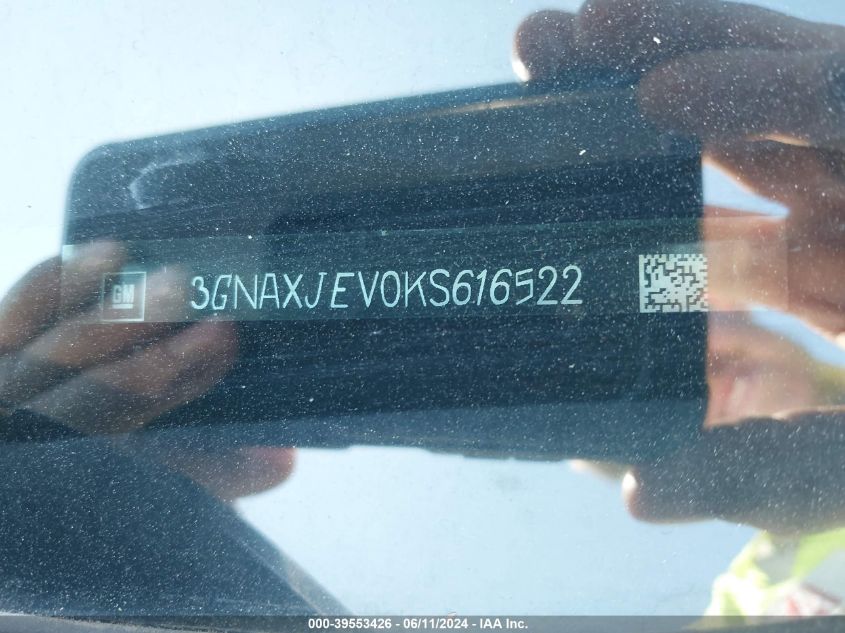 GM 3GNAXJEV0KS616522
000-39553426 - 06/11/2024 - IAA Inc.